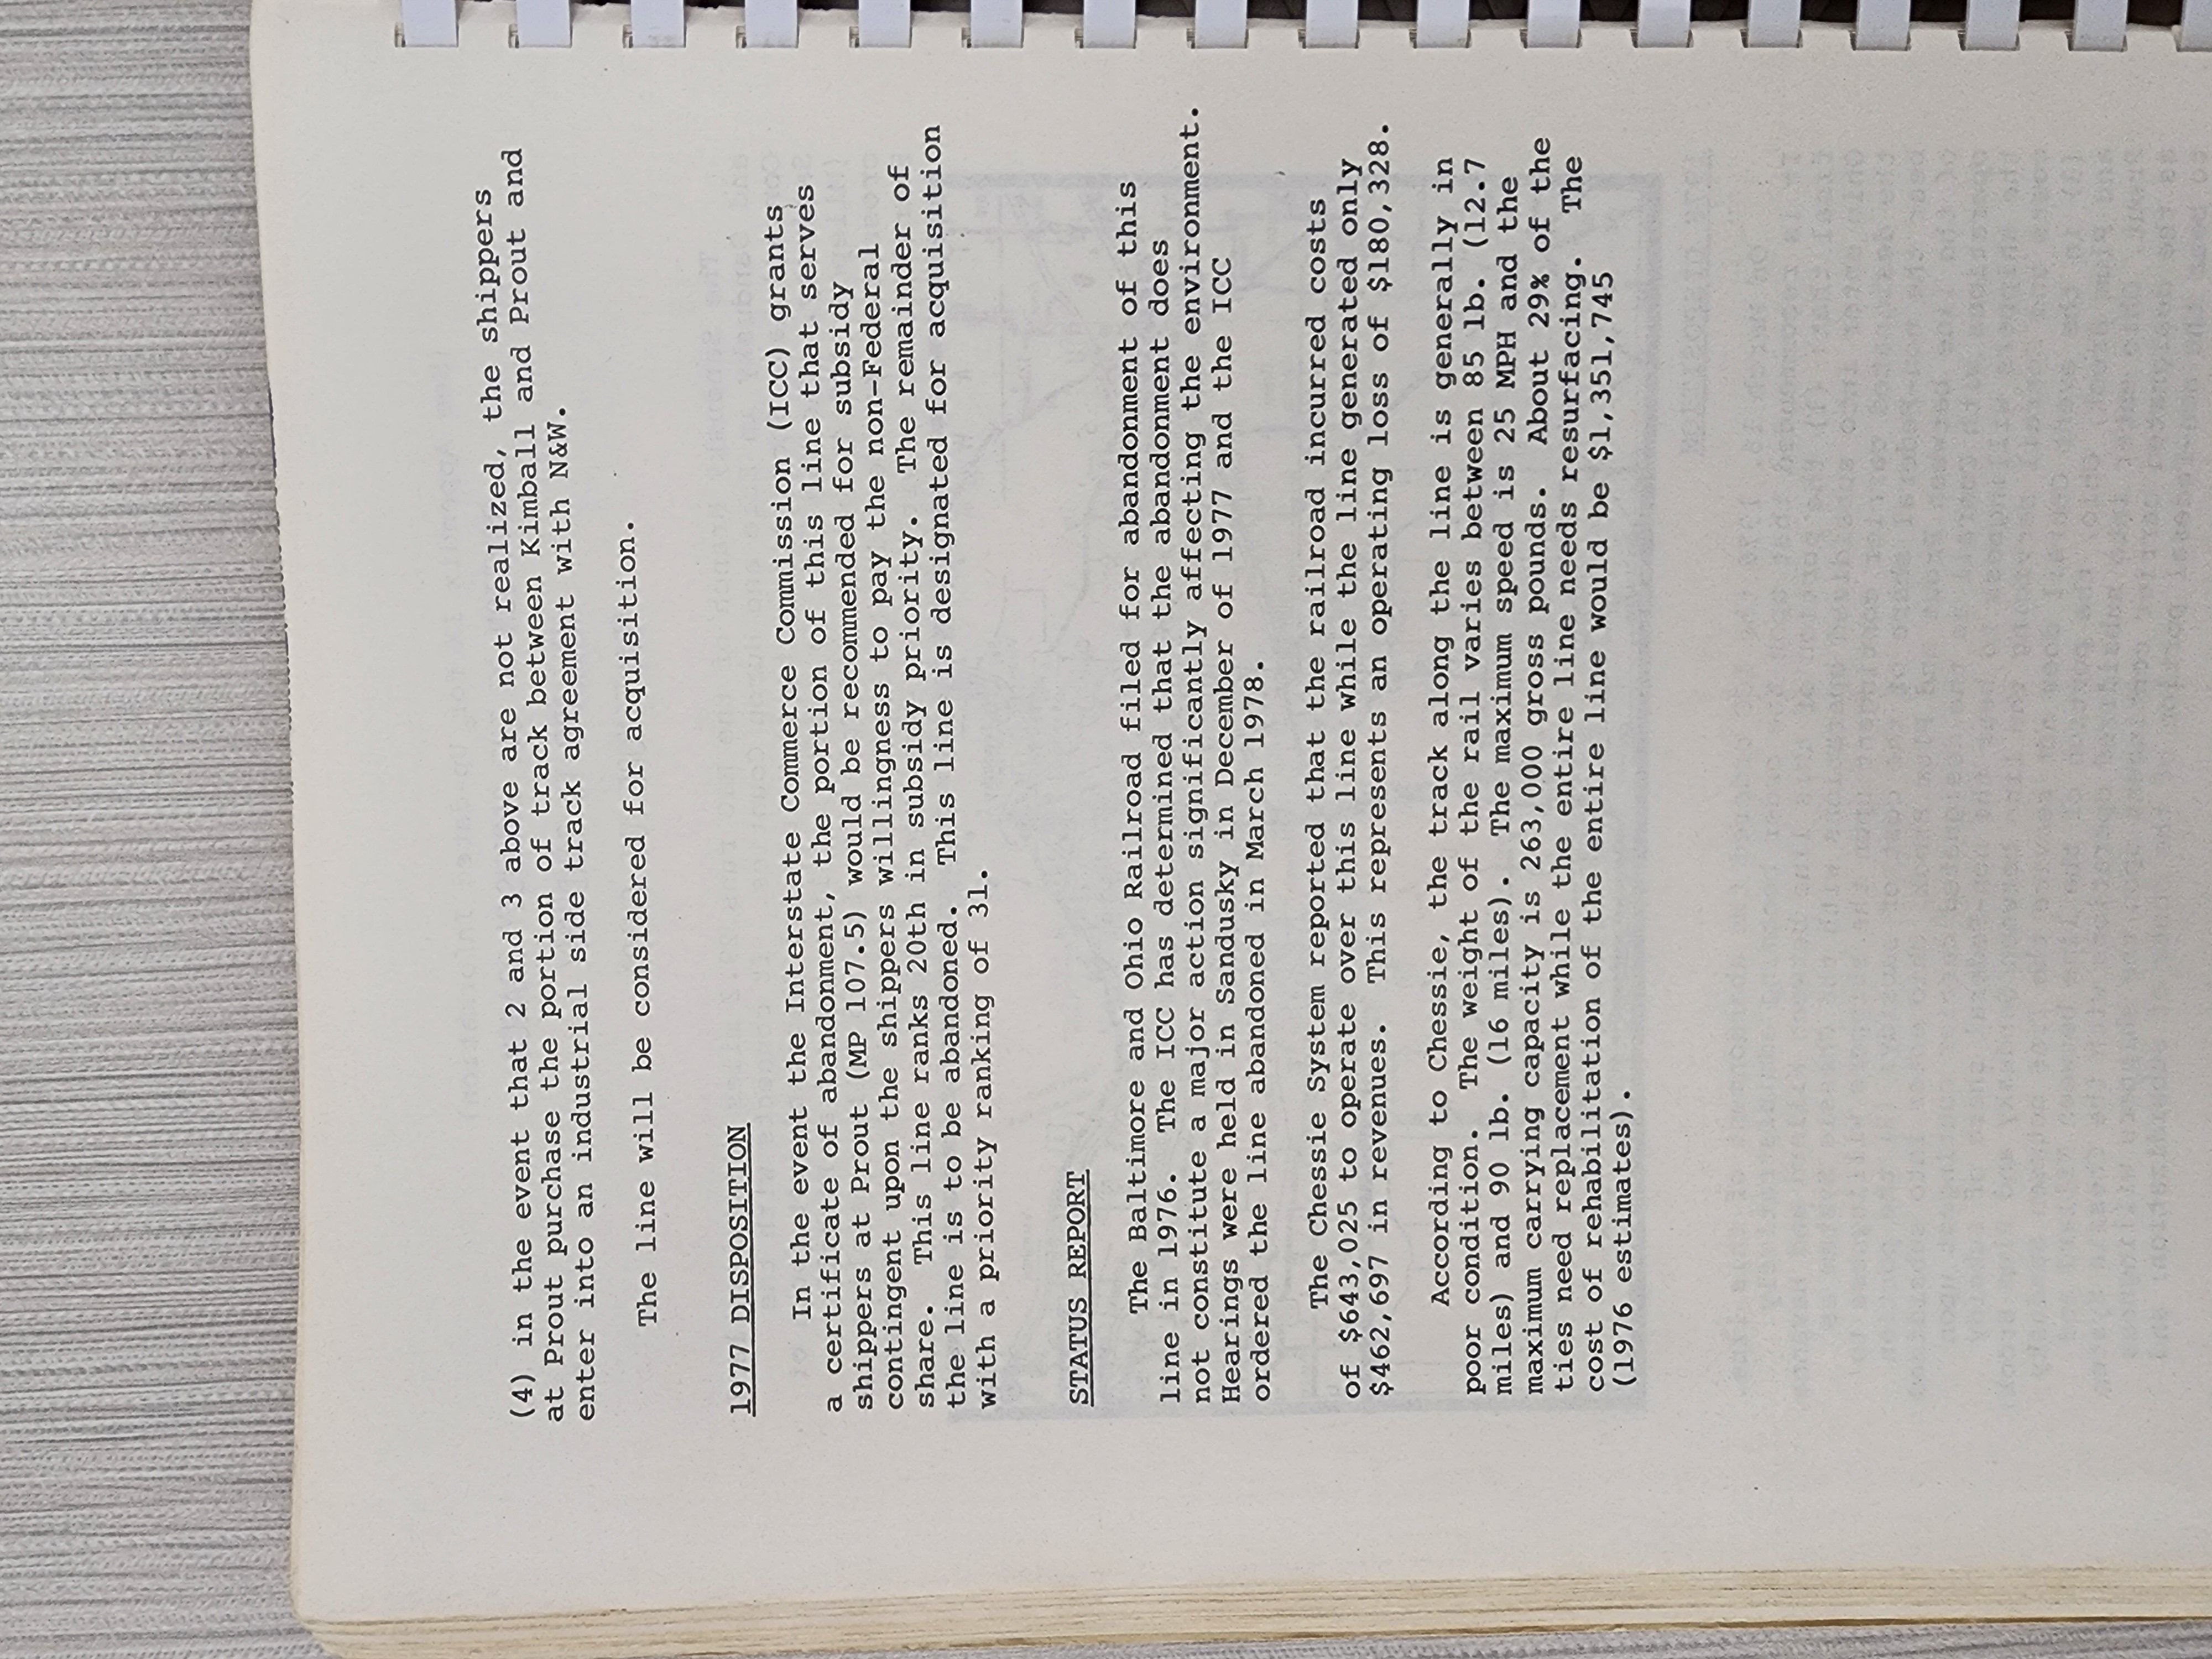 (4) in the event that 2 and 3 above are not realized, the shippers
at Prout purchase the portion of track between Kimball and Prout and
enter into an industrial side track agreement with N&W.
The line will be considered for acquisition.
1977 DISPOSITION
In the event the Interstate Commerce Commission (ICC) grants
a certificate of abandonment, the portion of this line that serves
shippers at Prout (MP 107.5) would be recommended for subsidy
contingent upon the shippers willingness to pay the non-Federal
share. This line ranks 20th in subsidy priority. The remainder of
the line is to be abandoned. This line is designated for acquisition
with a priority ranking of 31.
STATUS REPORT
The Baltimore and Ohio Railroad filed for abandonment of this
line in 1976. The ICC has determined that the abandonment does
not constitute a major action significantly affecting the environment.
Hearings were held in Sandusky in December of 1977 and the ICC
ordered the line abandoned in March 1978.
The Chessie System reported that the railroad incurred costs
of $643,025 to operate over this line while the line generated only
$462,697 in revenues. This represents an operating loss of $180,328.
According to Chessie, the track along the line is generally in
poor condition. The weight of the rail varies between 85 lb. (12.7
miles) and 90 lb. (16 miles). The maximum speed is 25 MPH and the
maximum carrying capacity is 263,000 gross pounds. About 29% of the
ties need replacement while the entire line needs resurfacing. The
cost of rehabilitation of the entire line would be $1,351,745
(1976 estimates).